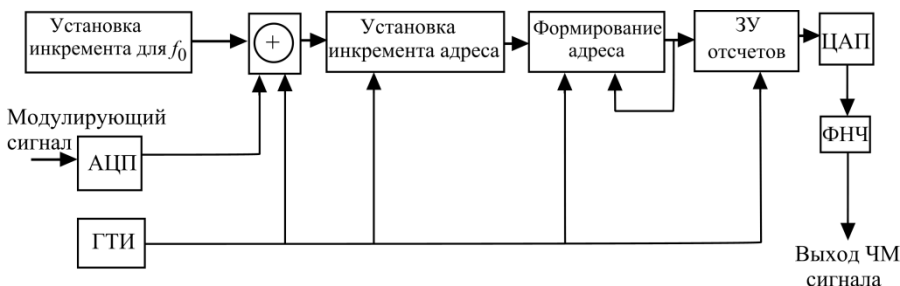 Установка
инкремента для f₀
+
Установка
инкремента адреса
Формирование
адреса
ЗУ
отсчетов
ЦАП
Модулирующий
сигнал
АЦП
ФНЧ
ГТИ
Выход ЧМ
сигнала